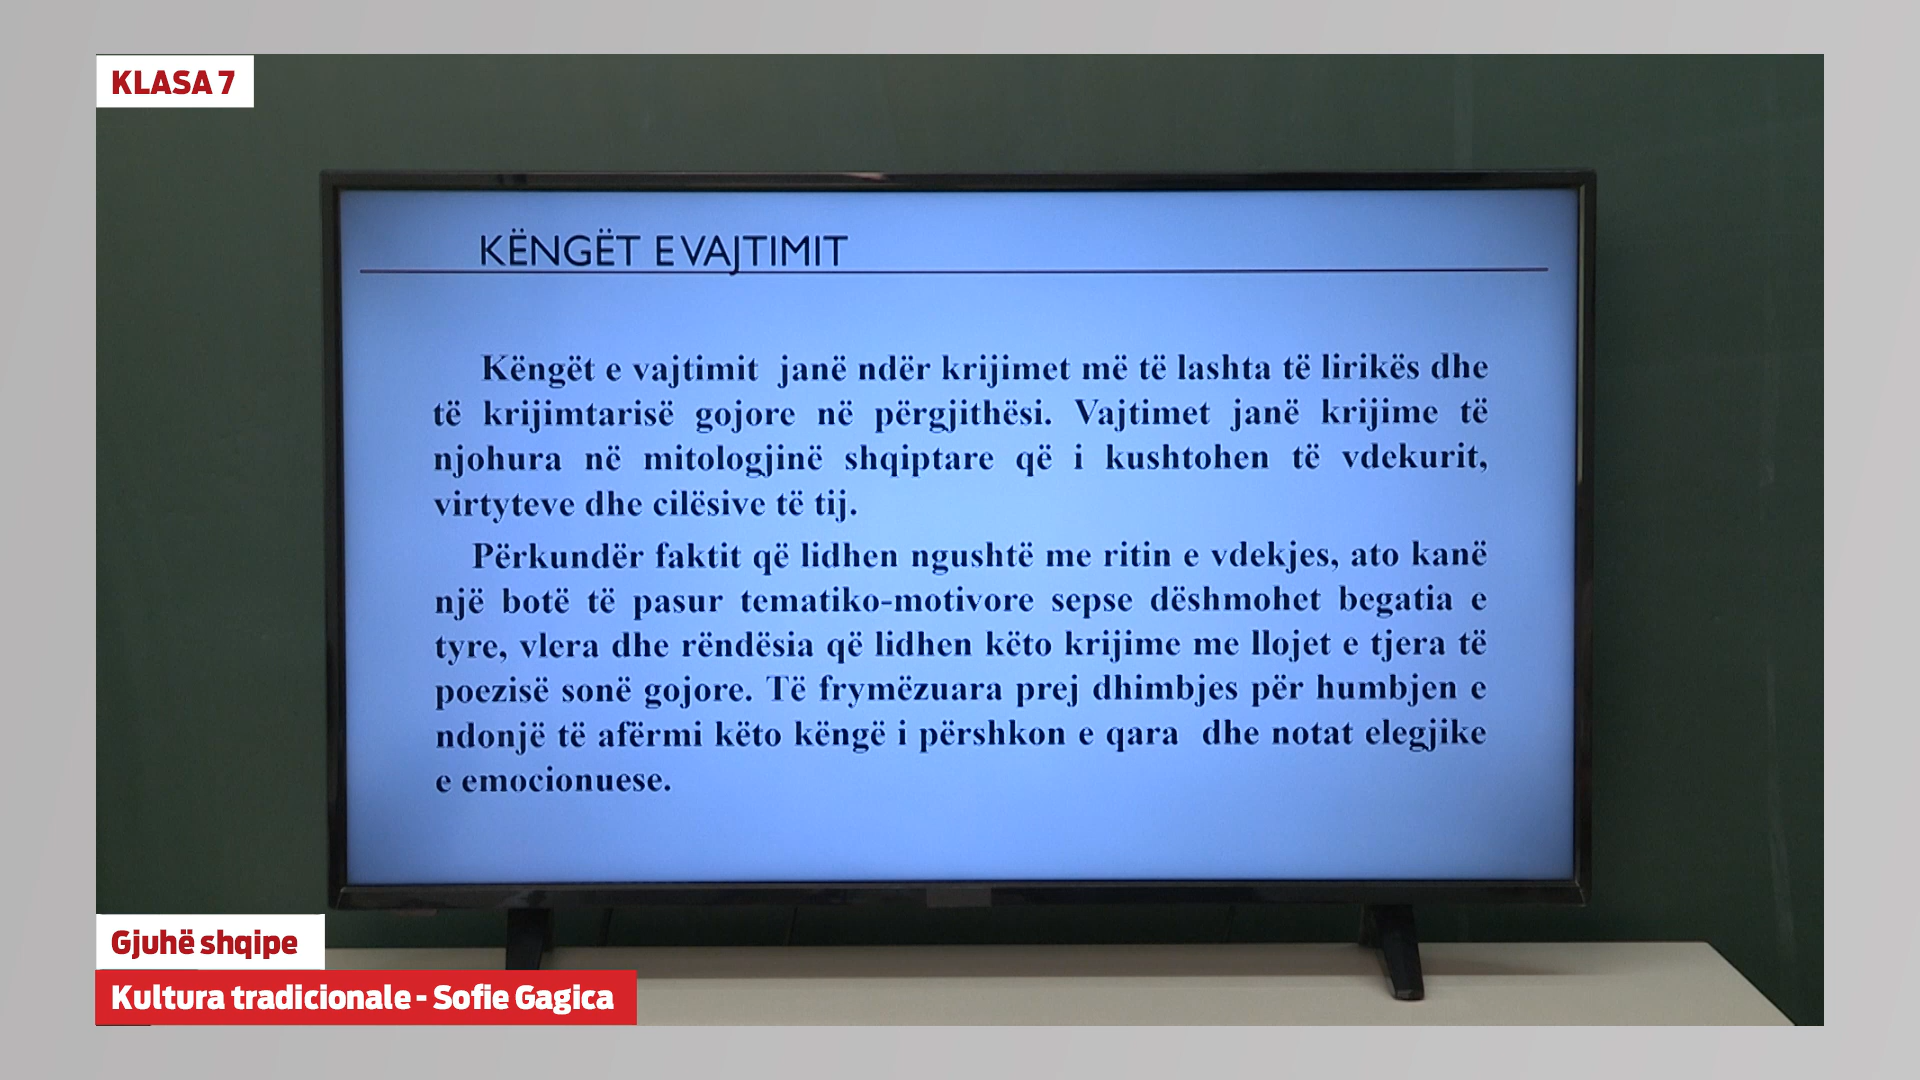 KLASA 7
KËNGËT E VAJTIMIT
Këngët e vajtimit janë ndër krijimet më të lashta të lirikës dhe
të krijimtarisë gojore në përgjithësi. Vajtimet janë krijime të
njohura në mitologjinë shqiptare që i kushtohen të vdekurit,
virtyteve dhe cilësive të tij.
Përkundër faktit që lidhen ngushtë me ritin e vdekjes, ato kanë
një botë të pasur tematiko-motivore sepse dëshmohet begatia e
tyre, vlera dhe rëndësia që lidhen këto krijime me llojet e tjera të
poezisë sonë gojore. Të frymëzuara prej dhimbjes për humbjen e
ndonjë të afërmi këto këngë i përshkon e qara dhe notat elegjike
e emocionuese.
Gjuhë shqipe
Kultura tradicionale - Sofie Gagica